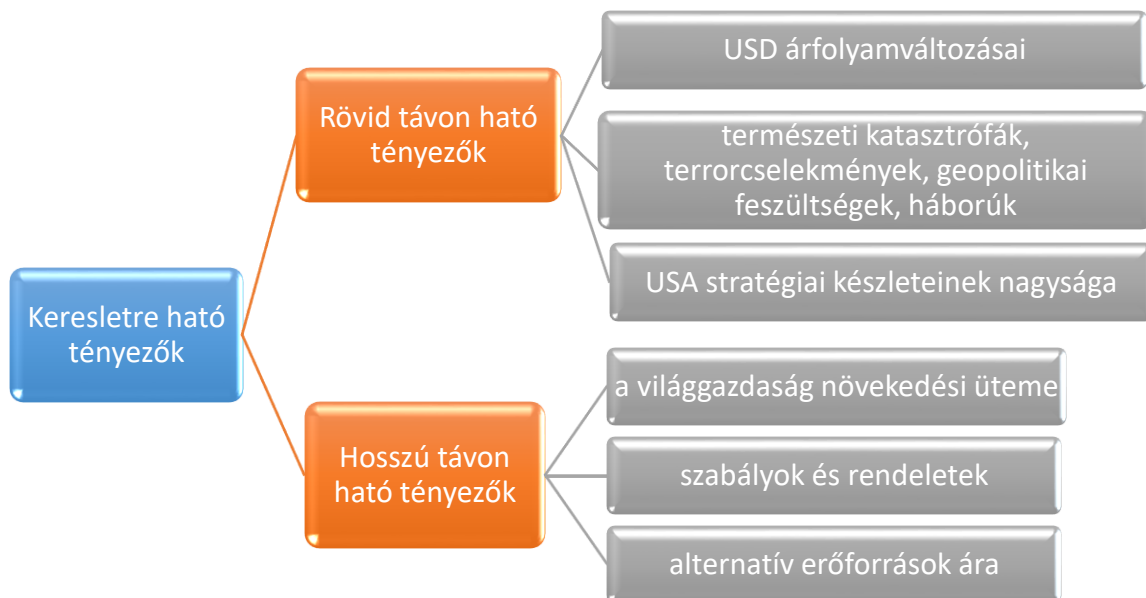 Keresletre ható
tényezők
Rövid távon ható
tényezők
USD árfolyamváltozásai
természeti katasztrófák,
terrorcselekmények, geopolitikai
feszültségek, háborúk
USA stratégiai készleteinek nagysága
Hosszú távon
ható tényezők
a világgazdaság növekedési üteme
szabályok és rendeletek
alternatív erőforrások ára